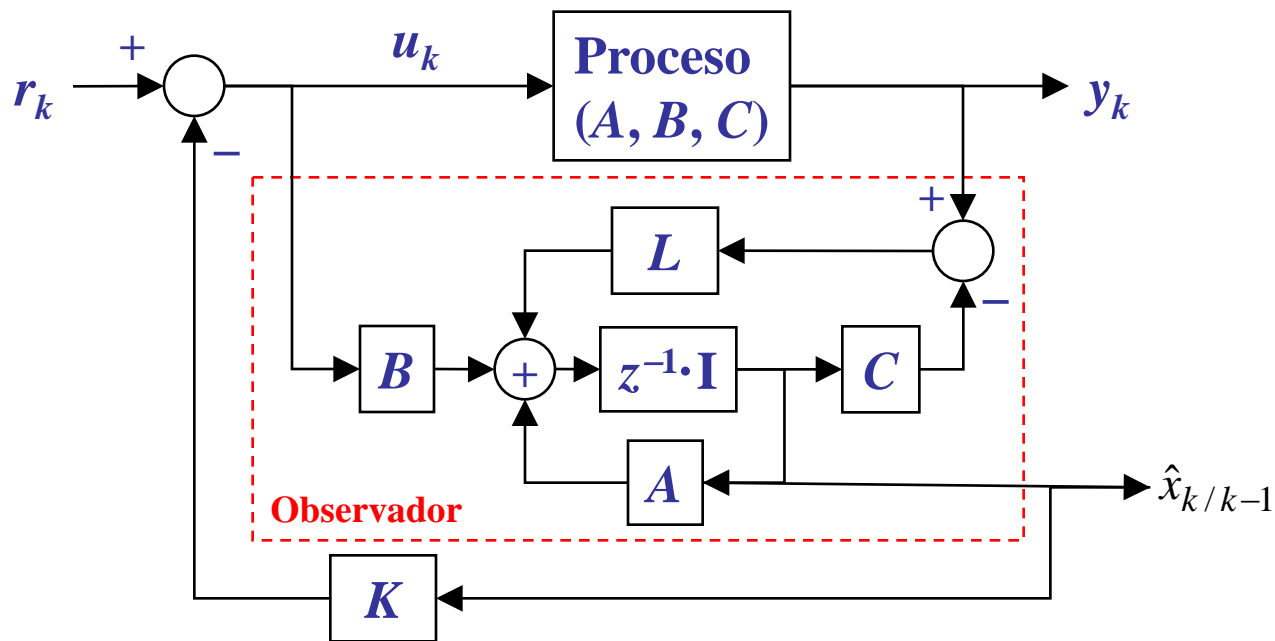 +
u_k
Proceso
(A, B, C)
r_k
y_k
−
+
L
−
B
+
z⁻¹·I
C
A
Observador
x̂_{k/k−1}
K